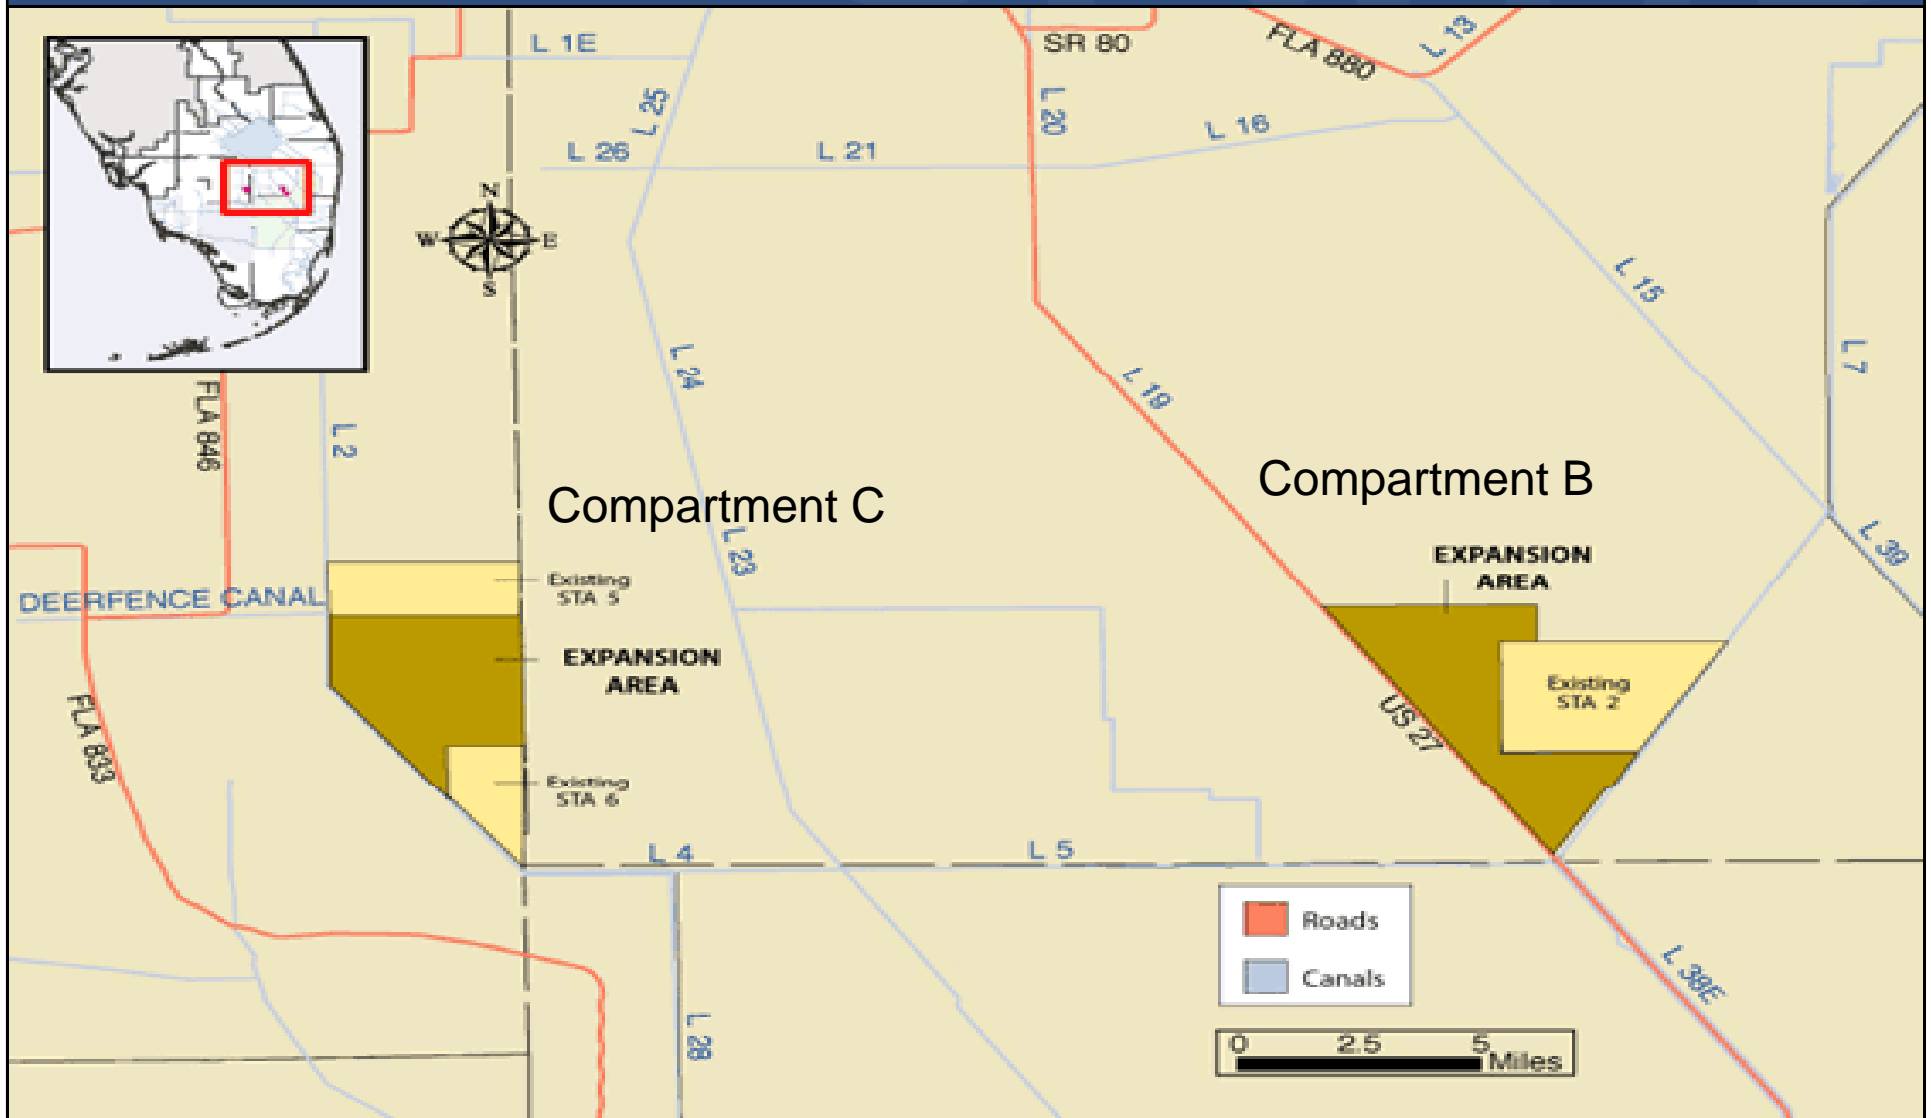 L 1E
SR 80
FLA 880
L 13
L 25
L 20
L 26
L 21
L 16
N
W
E
S
L 15
L 7
L 24
L 19
FLA 846
L 2
Compartment C
Compartment B
L 23
L 39
EXPANSION
AREA
Existing
STA 5
DEERFENCE CANAL
EXPANSION
AREA
Existing
STA 2
US 27
FLA 833
Existing
STA 6
L 4
L 5
Roads
Canals
L 38E
L 28
0
2.5
5
Miles